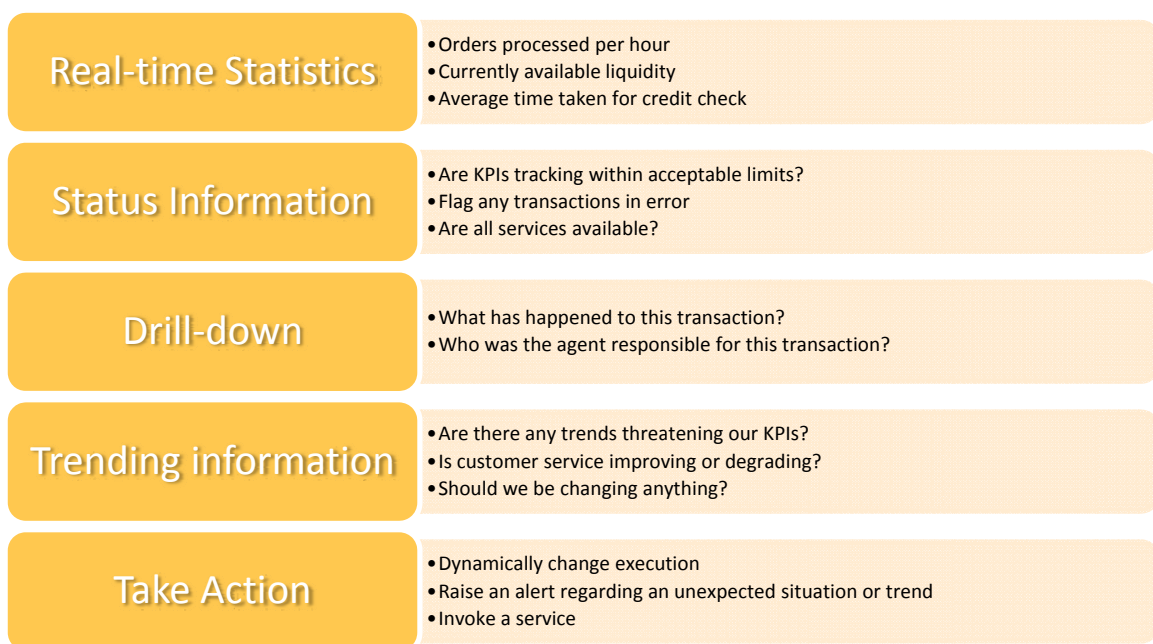 Real-time Statistics
•Orders processed per hour
•Currently available liquidity
•Average time taken for credit check
Status Information
•Are KPIs tracking within acceptable limits?
•Flag any transactions in error
•Are all services available?
Drill-down
•What has happened to this transaction?
•Who was the agent responsible for this transaction?
Trending information
•Are there any trends threatening our KPIs?
•Is customer service improving or degrading?
•Should we be changing anything?
Take Action
•Dynamically change execution
•Raise an alert regarding an unexpected situation or trend
•Invoke a service